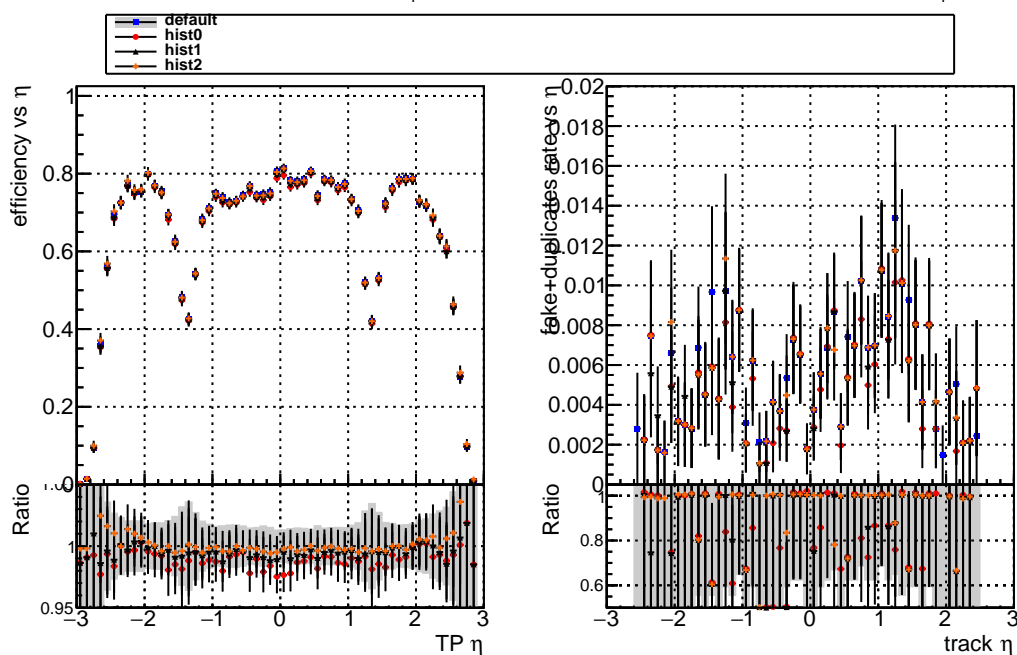 default
hist0
hist1
hist2
efficiency vs η
1
0.8
0.6
0.4
0.2
0
Ratio
1
0.95
−3 −2 −1 0 1 2 3
TP η
fake+duplicates rate vs η
0.02
0.018
0.016
0.014
0.012
0.01
0.008
0.006
0.004
0.002
0
Ratio
1
0.8
0.6
−3 −2 −1 0 1 2 3
track η